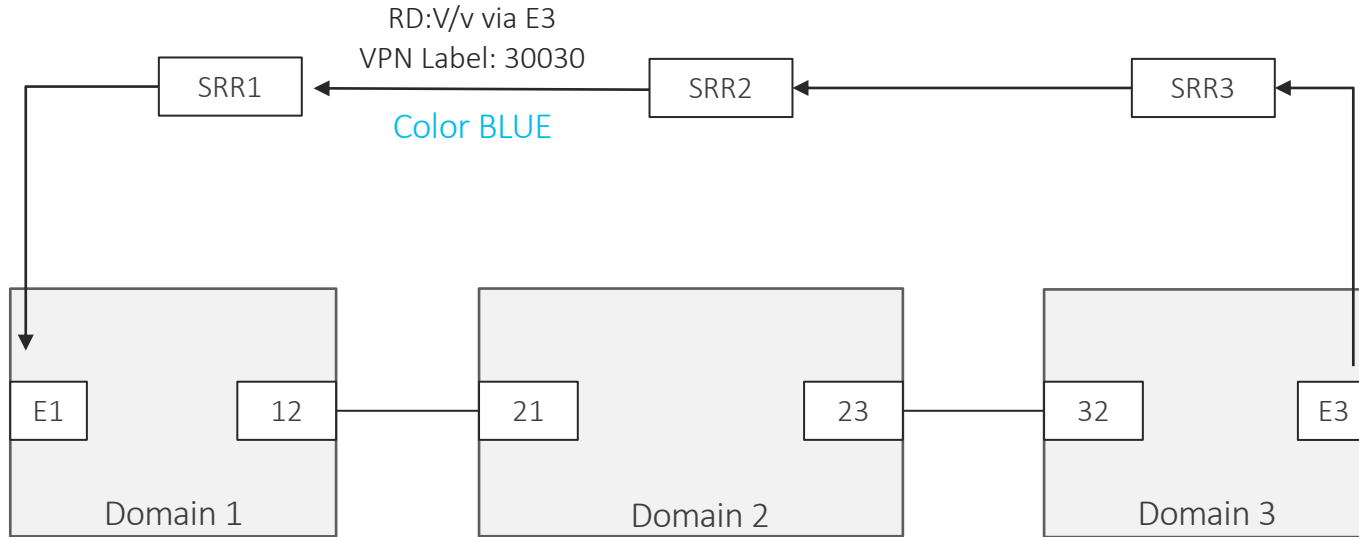 RD:V/v via E3
VPN Label: 30030
SRR1
SRR2
SRR3
Color BLUE
E1
12
21
23
32
E3
Domain 1
Domain 2
Domain 3